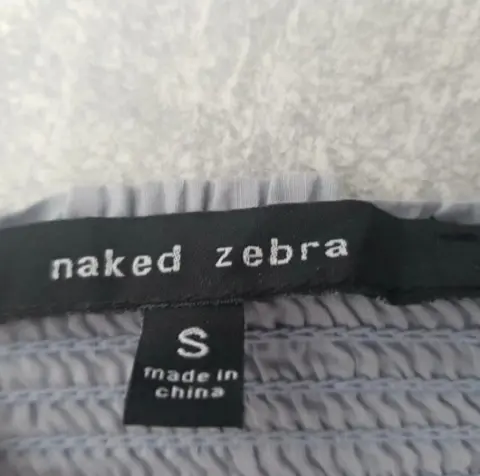 naked zebra
S
made in
china